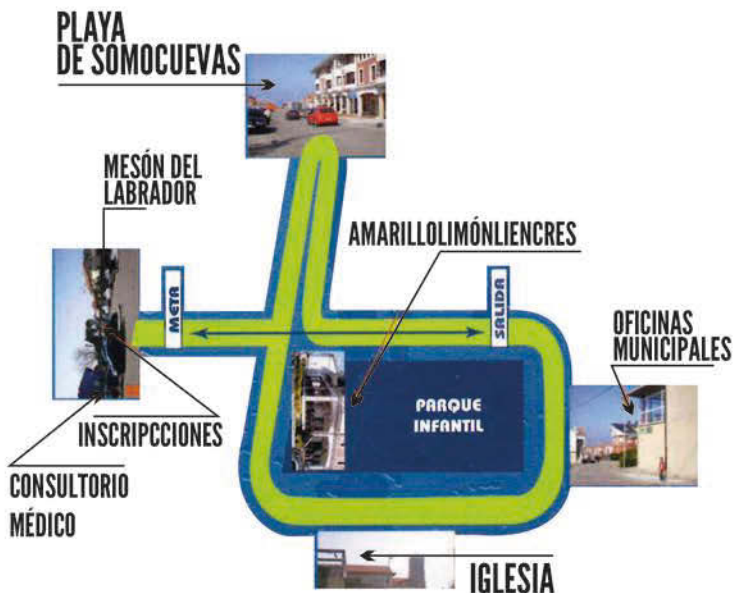 PLAYA
DE SOMOCUEVAS
MESÓN DEL
LABRADOR
AMARILLOLIMÓNLIENCRES
META
SALIDA
OFICINAS
MUNICIPALES
PARQUE
INFANTIL
INSCRIPCCIONES
CONSULTORIO
MÉDICO
IGLESIA